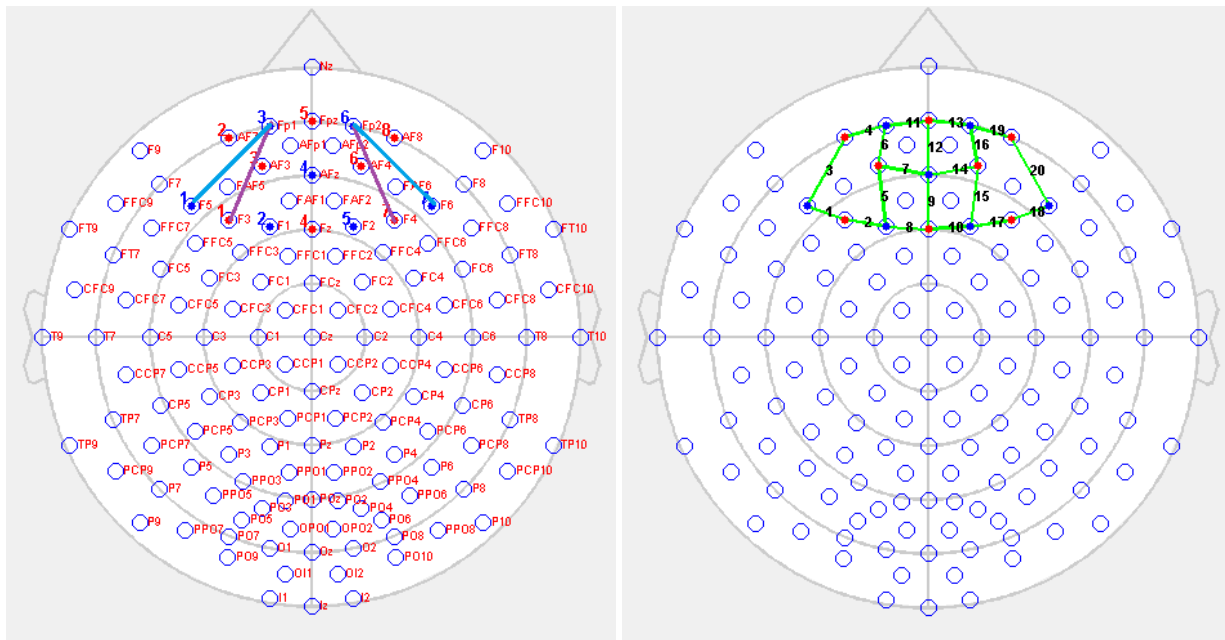 Nz
3 5 6
2 Fp1 Fpz Fp2 8
AF7 AF8
F9 AFp1 AFp2 F10
3 AF3 6 AF4
4 AFz
F7 AF5 F8
1 FAF1 FAF2 7
F5 F6
FFC9 FFC10
1 F3 2 F1 4 Fz 5 F2 7 F4
FT9 FFC7 FFC8 FT10
FFC5 FFC6
FT7 FFC3 FFC1 FFC2 FFC4 FT8
FC5 FC3 FC1 FCz FC2 FC4 FC6
CFC9 CFC7 CFC5 CFC3 CFC1 CFC2 CFC4 CFC6 CFC8 CFC10
T9 T7 C5 C3 C1 Cz C2 C4 C6 T8 T10
CCP7 CCP5 CCP3 CCP1 CCP2 CCP4 CCP6 CCP8
CP5 CP3 CP1 CPz CP2 CP4 CP6
TP7 PCP3 PCP1 PCP2 PCP4 TP8
PCP5 PCP6
TP9 PCP7 P1 Pz P2 PCP8 TP10
P3 P4
PCP9 P5 PPO1 PPO2 P6 PCP10
P7 PPO3 PPO4 P8
PPO5 PO1 POz PO2 PPO6
PO3 PO4
P9 PO5 PO6 P10
PPO7 PO7 OPO1 OPO2 PO8 PPO8
PO9 O1 Oz O2 PO10
OI1 OI2
I1 Iz I2
4 11 13 19
6 12 16
3 7 14 20
5 9 15
1 2 8 10 17 18